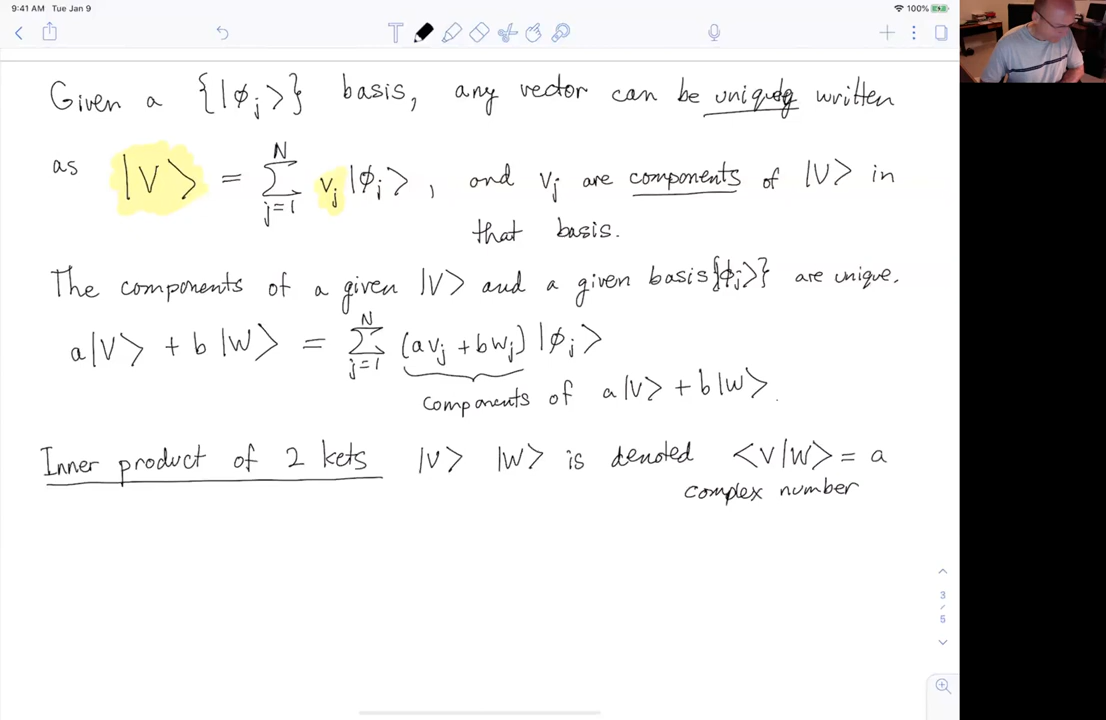 9:41 AM Tue Jan 9
100%
Given a {|ϕⱼ>} basis, any vector can be uniquely written
as |V> = ∑_{j=1}^{N} vⱼ |ϕⱼ> , and vⱼ are components of |V> in
that basis.
The components of a given |V> and a given basis {ϕⱼ>} are unique.
a|V> + b|W> = ∑_{j=1}^{N} (avⱼ + bwⱼ) |ϕⱼ>
components of a|V> + b|W>.
Inner product of 2 kets |V> |W> is denoted <V|W> = a
complex number
3
/
5